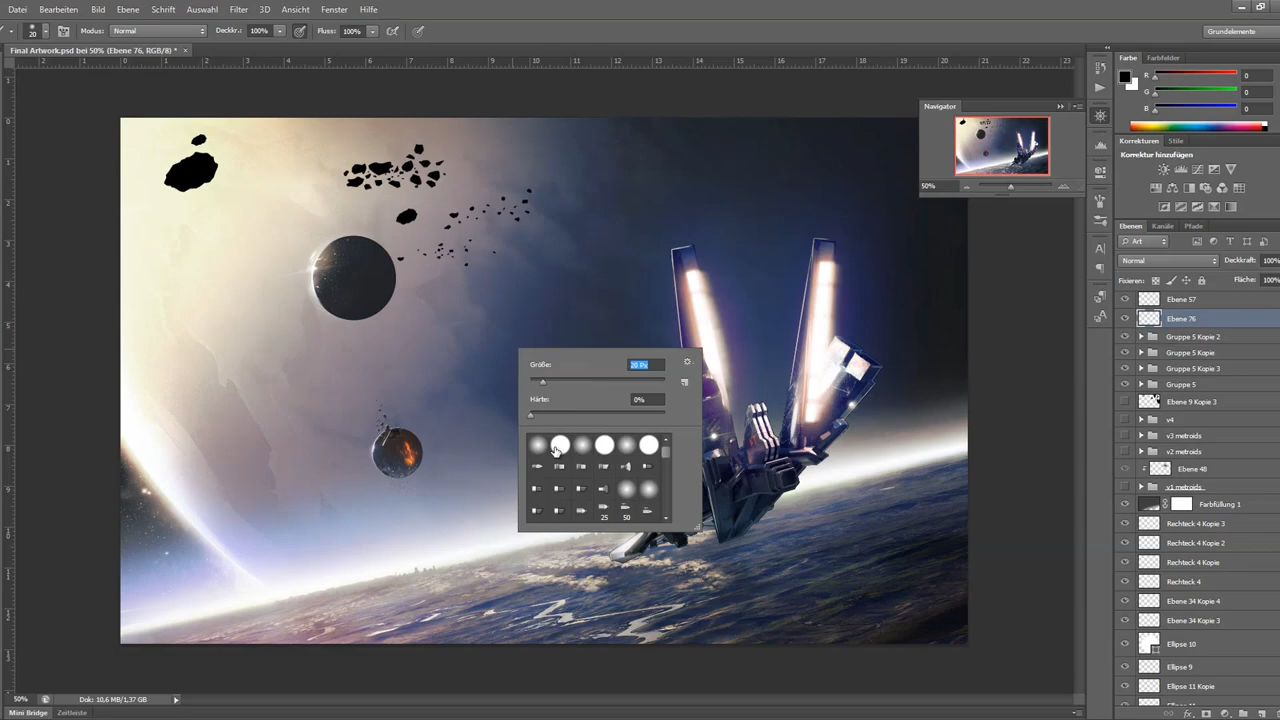 Datei Bearbeiten Bild Ebene Schrift Auswahl Filter 3D Ansicht Fenster Hilfe
20 Modus: Normal Deckkr.: 100% Fluss: 100% Grundelemente
Final Artwork.psd bei 50% (Ebene 76, RGB/8) * ×
Farbe Farbfelder
R 0
G 0
B 0
Navigator
50%
Korrekturen Stile
Korrektur hinzufügen
Ebenen Kanäle Pfade
Art
Normal Deckkraft: 100%
Fixieren: Fläche: 100%
Ebene 57
Ebene 76
Gruppe 5 Kopie 2
Gruppe 5 Kopie
Gruppe 5 Kopie 3
Gruppe 5
Ebene 9 Kopie 3
v4
v3 metroids
v2 metroids
Ebene 48
v1 metroids
Farbfüllung 1
Rechteck 4 Kopie 3
Rechteck 4 Kopie 2
Rechteck 4 Kopie
Rechteck 4
Ebene 34 Kopie 4
Ebene 34 Kopie 3
Ellipse 10
Ellipse 9
Ellipse 11 Kopie
Größe: 20 Px
Härte: 0%
25 50
50% Dok: 10,6 MB/1,37 GB
Mini Bridge Zeitleiste